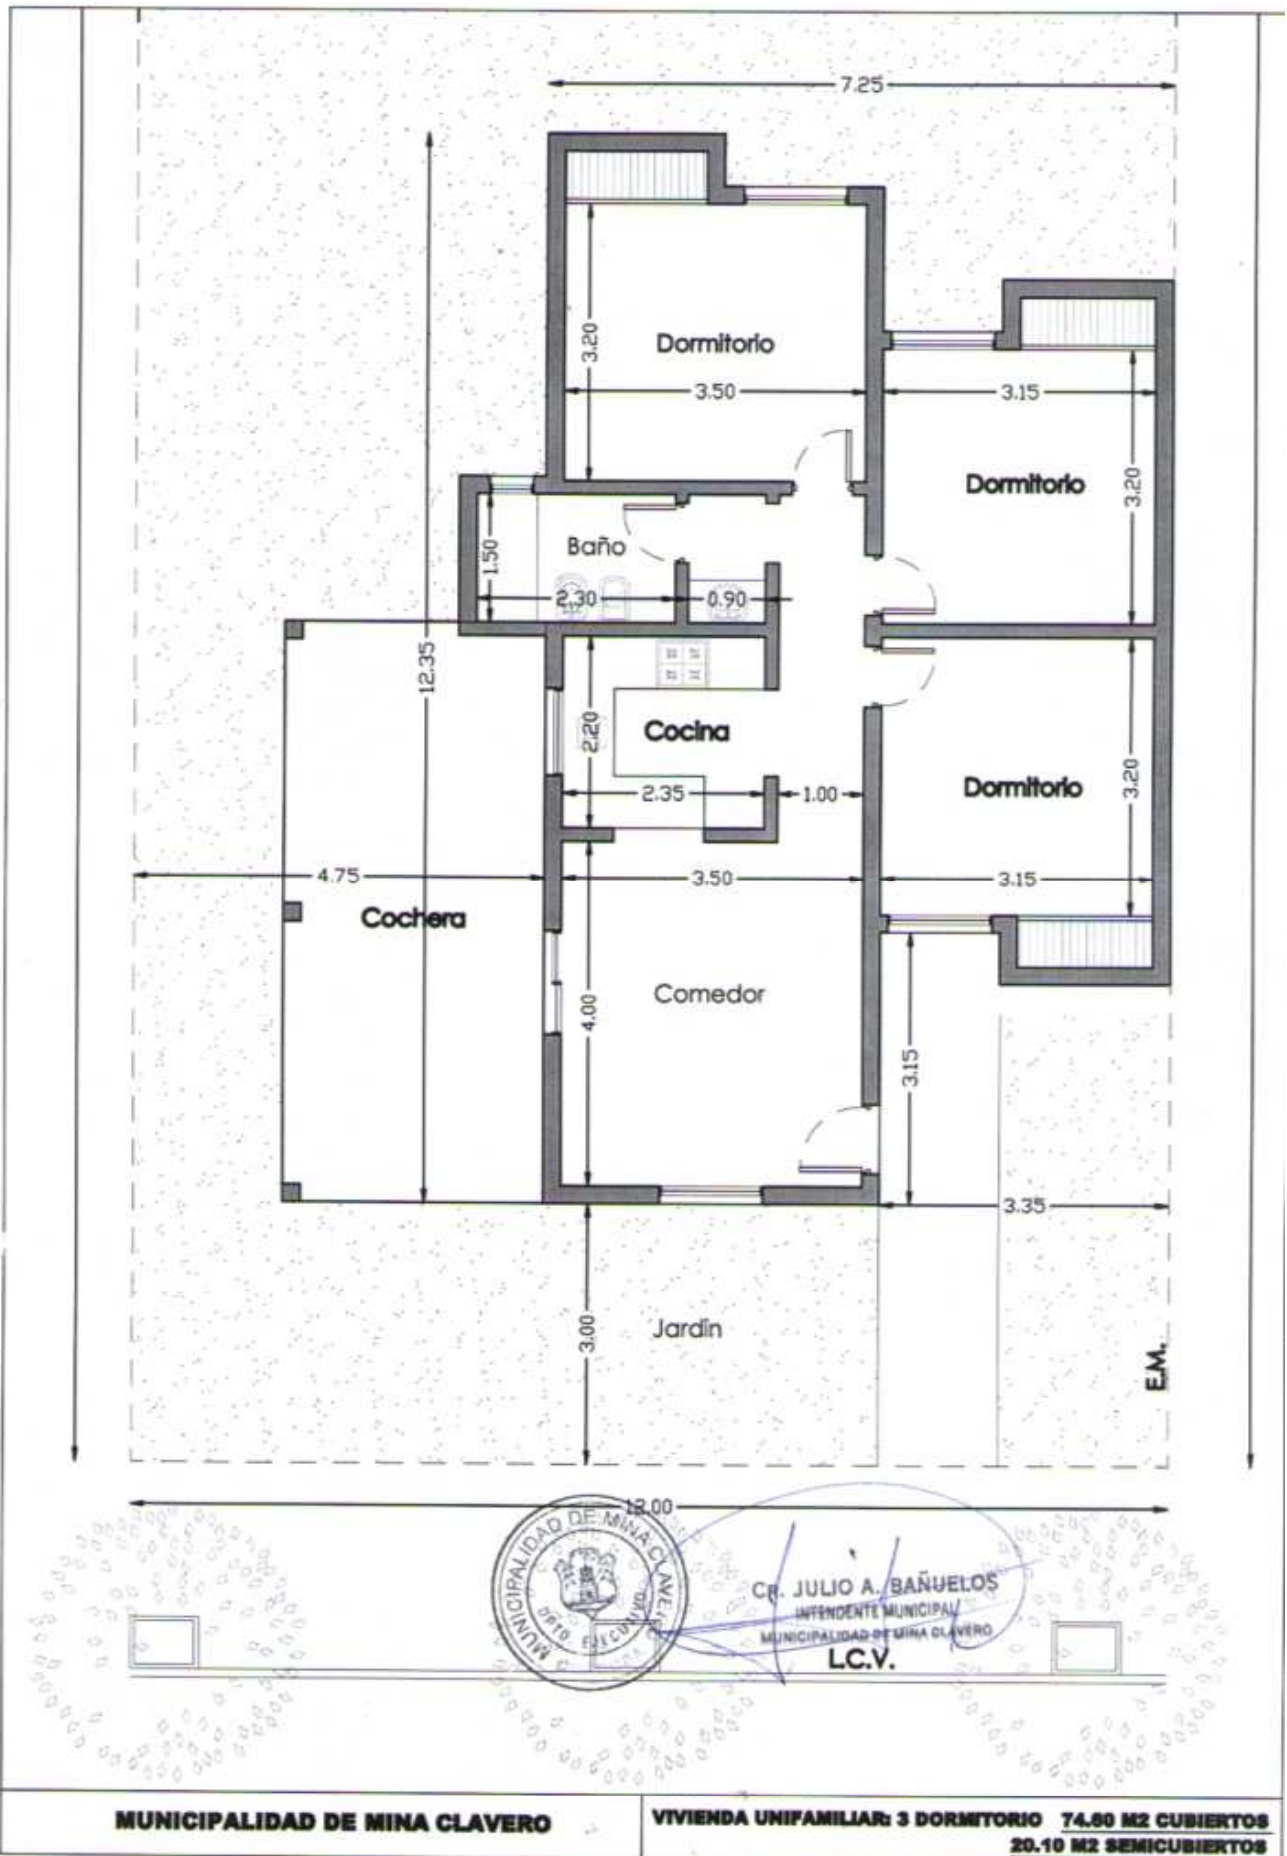 7.25
3.20
Dormitorio
3.50
3.15
Dormitorio
3.20
1.50
Baño
2.30
0.90
12.35
2.20
Cocina
2.35
1.00
Dormitorio
3.20
4.75
3.50
3.15
Cochera
4.00
Comedor
3.15
3.35
3.00
Jardín
E.M.
12.00
MUNICIPALIDAD DE MINA CLAVERO
DPTO EJECUTIVO
CR. JULIO A. BAÑUELOS
INTENDENTE MUNICIPAL
MUNICIPALIDAD DE MINA CLAVERO
L.C.V.
MUNICIPALIDAD DE MINA CLAVERO
VIVIENDA UNIFAMILIAR: 3 DORMITORIO 74.60 M2 CUBIERTOS
20.10 M2 SEMICUBIERTOS